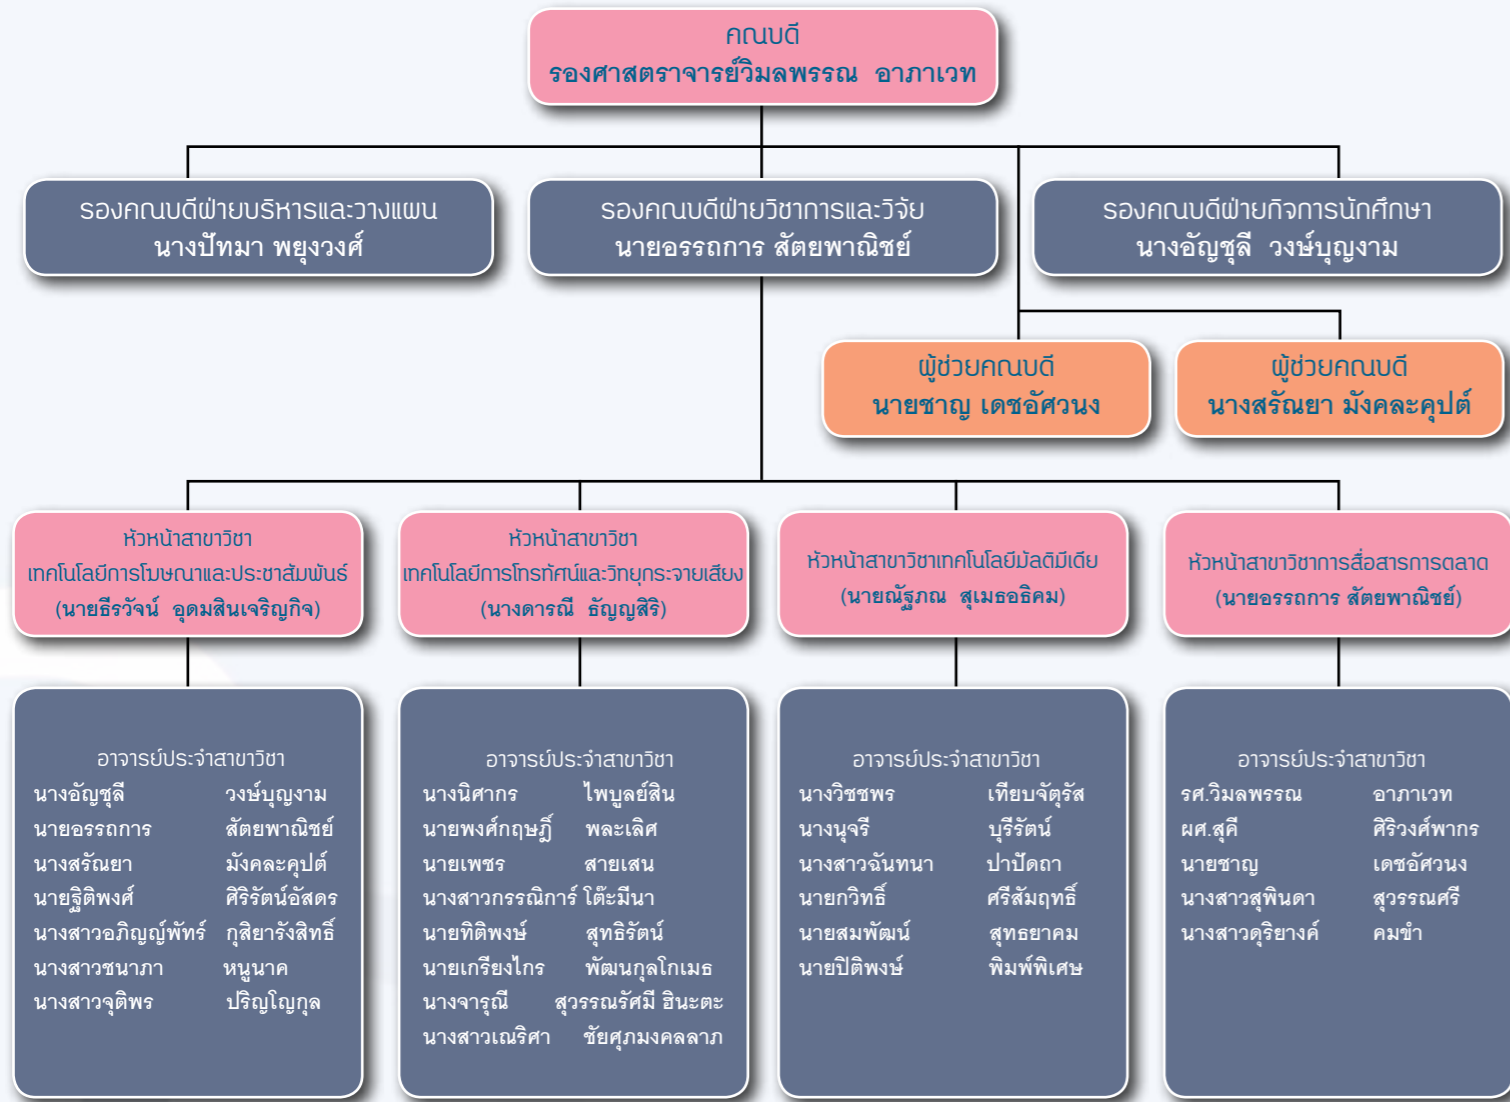 คณบดี
รองศาสตราจารย์วิมลพรรณ อาภาเวท
รองคณบดีฝ่ายบริหารและวางแผน
นางปัทมา พยุงวงศ์
รองคณบดีฝ่ายวิชาการและวิจัย
นายอรรถการ สัตยพาณิชย์
รองคณบดีฝ่ายกิจการนักศึกษา
นางอัญชุลี วงษ์บุญงาม
ผู้ช่วยคณบดี
นายชาญ เดชอัศวนง
ผู้ช่วยคณบดี
นางสรัณยา มังคละคุปต์
หัวหน้าสาขาวิชา
เทคโนโลยีการโฆษณาและประชาสัมพันธ์
(นายธีรวัจน์ อุดมสินเจริญกิจ)
หัวหน้าสาขาวิชา
เทคโนโลยีการโทรทัศน์และวิทยุกระจายเสียง
(นางดารณี ธัญญสิริ)
หัวหน้าสาขาวิชาเทคโนโลยีมัลติมีเดีย
(นายณัฐภณ สุเมธอธิคม)
หัวหน้าสาขาวิชาการสื่อสารการตลาด
(นายอรรถการ สัตยพาณิชย์)
อาจารย์ประจำสาขาวิชา
นางอัญชุลี วงษ์บุญงาม
นายอรรถการ สัตยพาณิชย์
นางสรัณยา มังคละคุปต์
นายฐิติพงศ์ ศิริรัตน์อัสดร
นางสาวอภิญญ์พัทร์ กุสิยารังสิทธิ์
นางสาวชนาภา หนูนาค
นางสาวจุติพร ปริญโญกุล
อาจารย์ประจำสาขาวิชา
นางนิศากร ไพบูลย์สิน
นายพงศ์กฤษฎิ์ พละเลิศ
นายเพชร สายเสน
นางสาวกรรณิการ์ โต๊ะมีนา
นายทิติพงษ์ สุทธิรัตน์
นายเกรียงไกร พัฒนกุลโกเมธ
นางจารุณี สุวรรณรัศมี ฮินะตะ
นางสาวเณริศา ชัยศุภมงคลลาภ
อาจารย์ประจำสาขาวิชา
นางวิชชพร เทียบจัตุรัส
นางนุจรี บุรีรัตน์
นางสาวฉันทนา ปาปัดถา
นายกวิทธิ์ ศรีสัมฤทธิ์
นายสมพัฒน์ สุทธยาคม
นายปิติพงษ์ พิมพ์พิเศษ
อาจารย์ประจำสาขาวิชา
รศ.วิมลพรรณ อาภาเวท
ผศ.สุคี ศิริวงศ์พากร
นายชาญ เดชอัศวนง
นางสาวสุพินดา สุวรรณศรี
นางสาวดุริยางค์ คมขำ